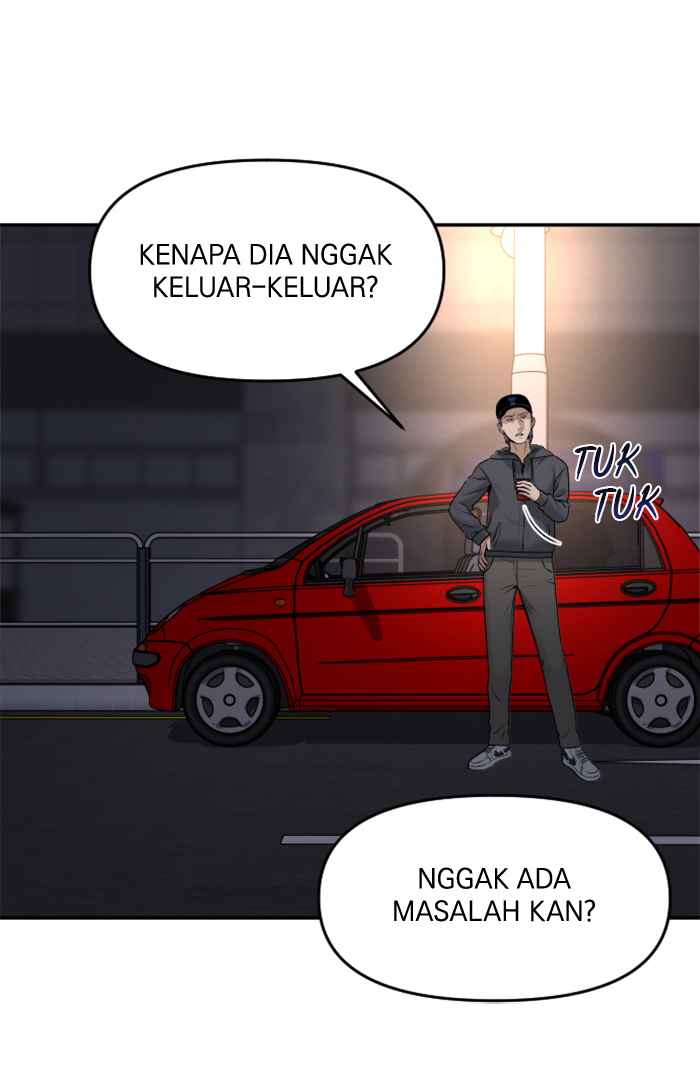 KENAPA DIA NGGAK
KELUAR-KELUAR?
TUK
TUK
NGGAK ADA
MASALAH KAN?